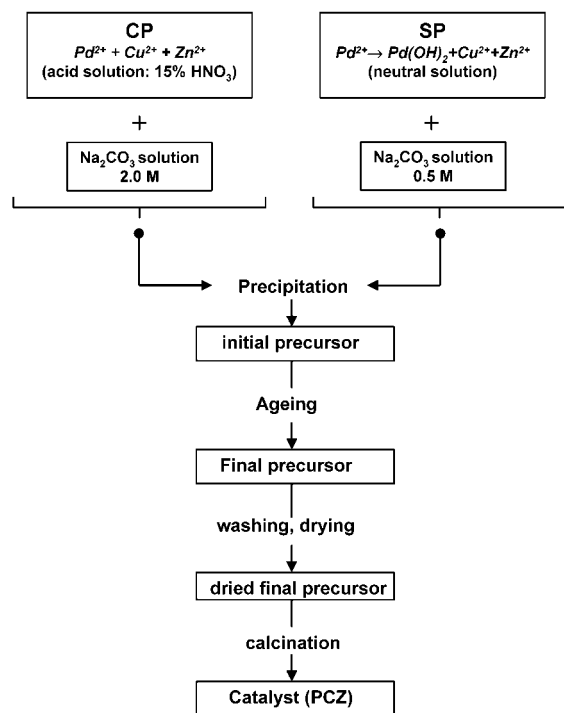 CP
Pd²⁺ + Cu²⁺ + Zn²⁺
(acid solution: 15% HNO₃)
+
Na₂CO₃ solution
2.0 M
SP
Pd²⁺→ Pd(OH)₂+Cu²⁺+Zn²⁺
(neutral solution)
+
Na₂CO₃ solution
0.5 M
Precipitation
initial precursor
Ageing
Final precursor
washing, drying
dried final precursor
calcination
Catalyst (PCZ)